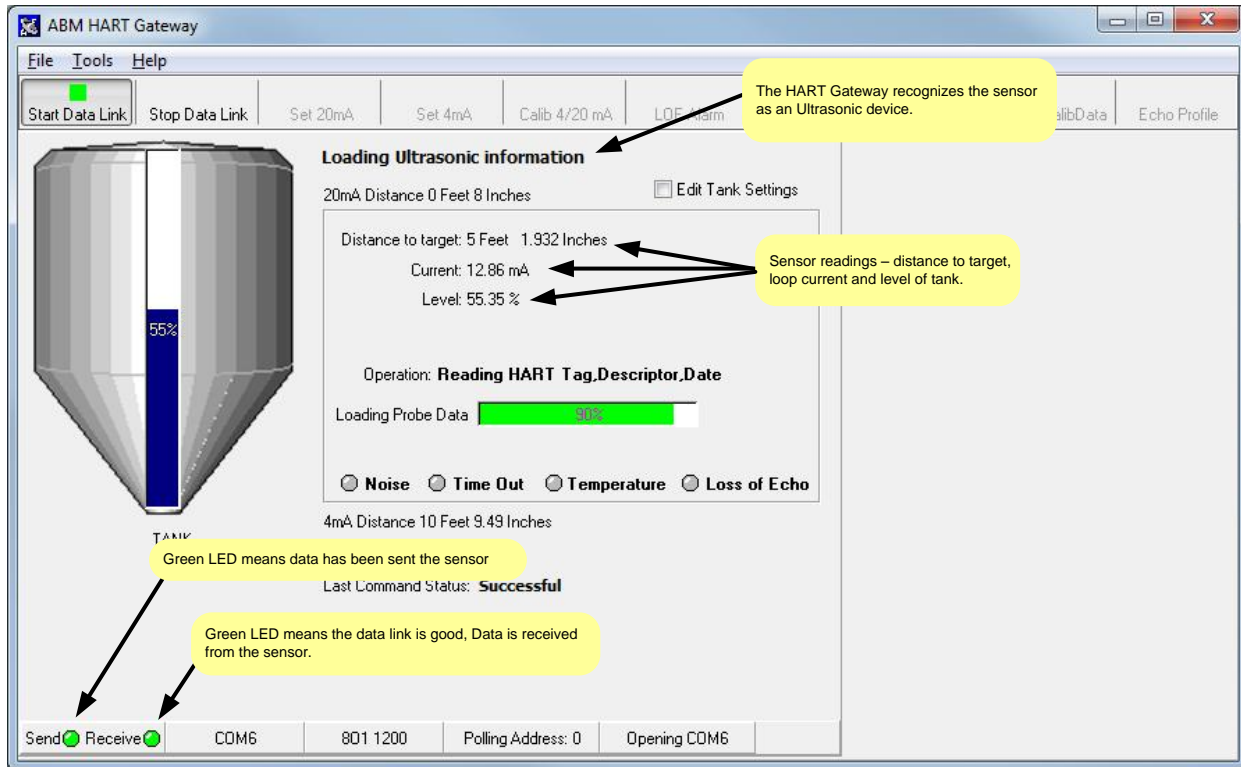 ABM HART Gateway
File Tools Help
Start Data Link Stop Data Link Set 20mA Set 4mA Calib 4/20 mA LOE Alarm Echo Profile
The HART Gateway recognizes the sensor
as an Ultrasonic device.
Loading Ultrasonic information
20mA Distance 0 Feet 8 Inches
Edit Tank Settings
Distance to target: 5 Feet 1.932 Inches
Current: 12.86 mA
Level: 55.35 %
Sensor readings – distance to target,
loop current and level of tank.
55%
Operation: Reading HART Tag,Descriptor,Date
Loading Probe Data 90%
Noise Time Out Temperature Loss of Echo
4mA Distance 10 Feet 9.49 Inches
TANK
Green LED means data has been sent the sensor
Last Command Status: Successful
Green LED means the data link is good, Data is received
from the sensor.
Send Receive COM6 8O1 1200 Polling Address: 0 Opening COM6